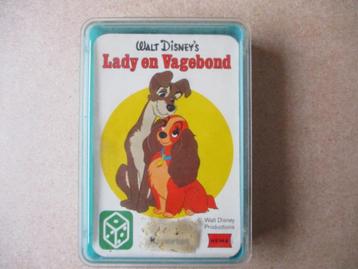 WALT DISNEY'S
Lady en Vagebond
© Walt Disney
Productions
HEMA